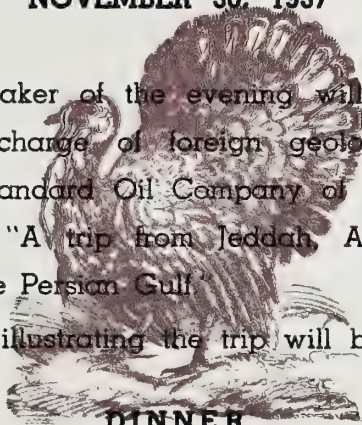 NOVEMBER 30, 1937
aker of the evening will
charge of foreign geolo
andard Oil Company of
"A trip from Jeddah, A
e Persian Gulf."
illustrating the trip will b
DINNER